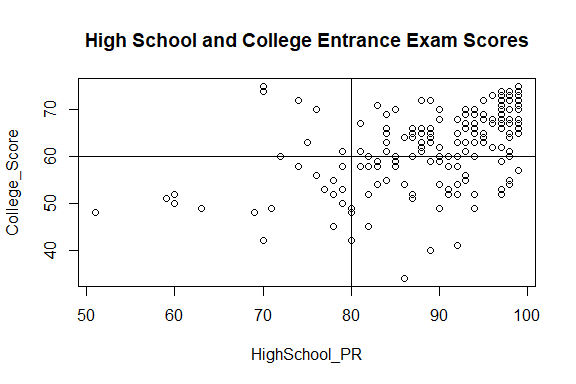 High School and College Entrance Exam Scores
College_Score
70
60
50
40
50 60 70 80 90 100
HighSchool_PR